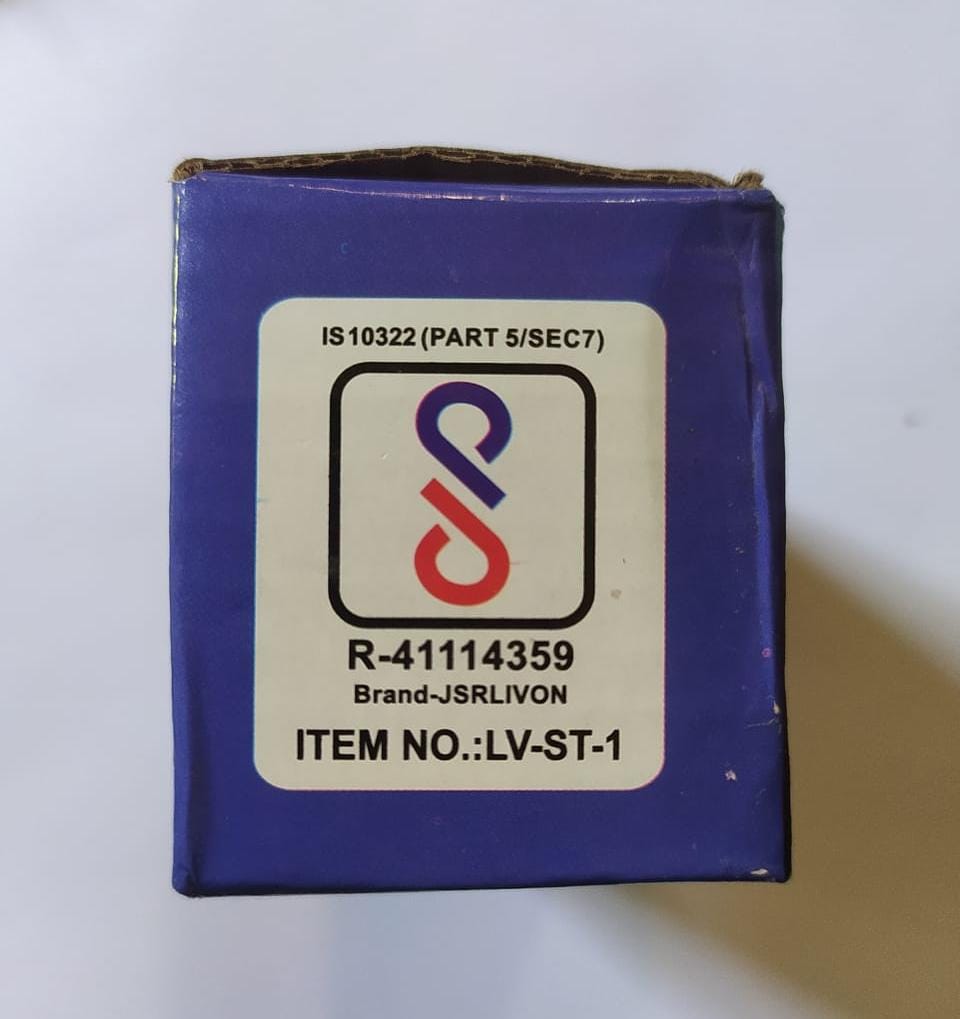 IS 10322 (PART 5/SEC7)
R-41114359
Brand-JSRLIVON
ITEM NO.:LV-ST-1